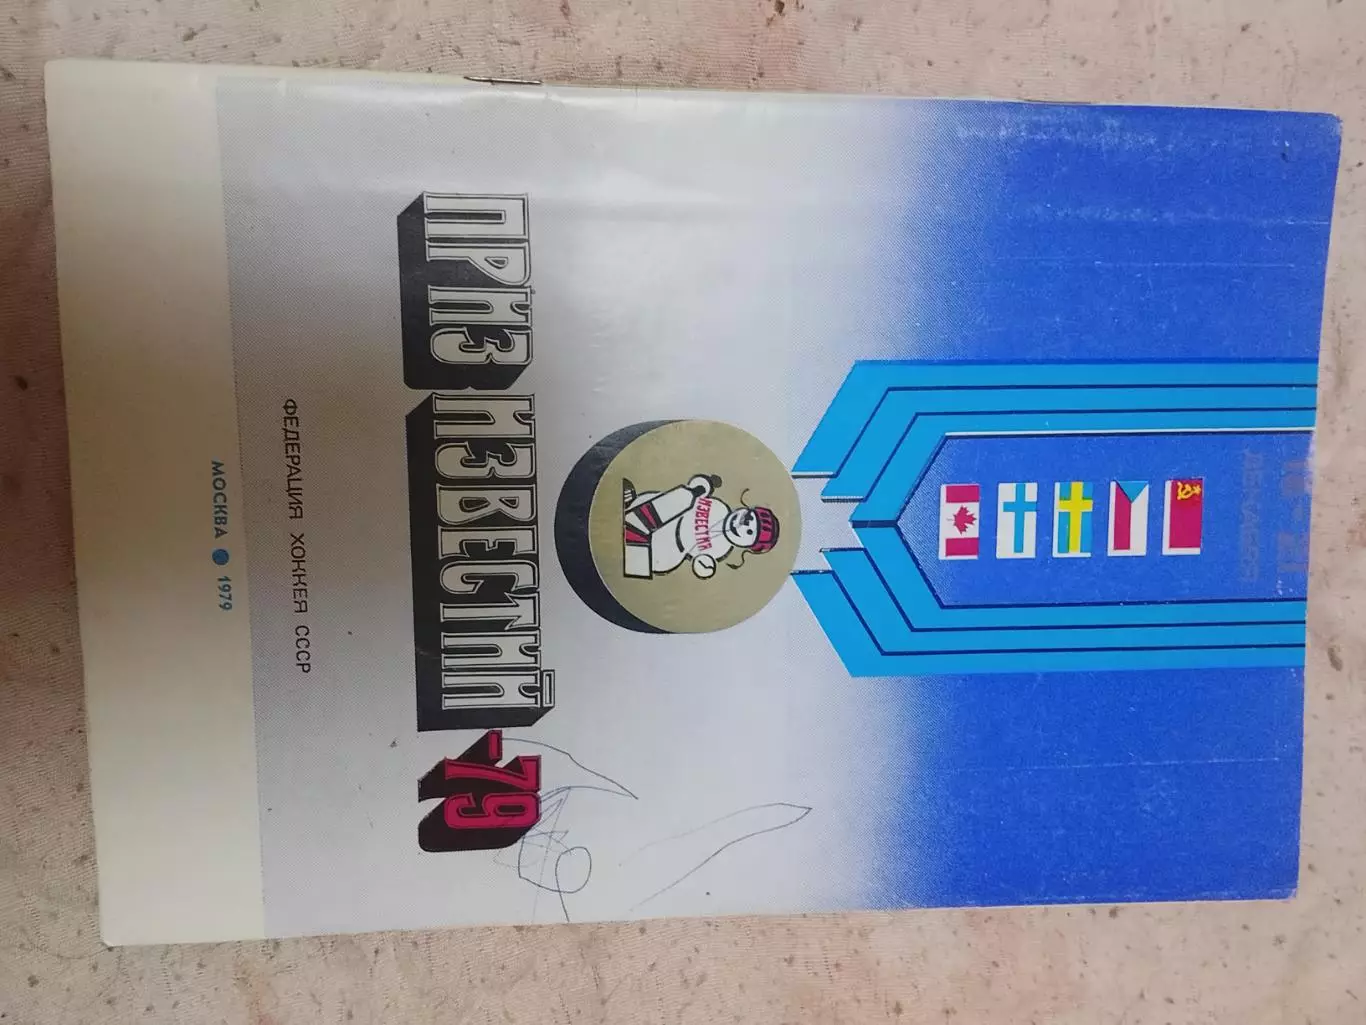 ДЕКАБРЯ
ИЗВЕСТИЯ
ПРИЗ ИЗВЕСТИЙ-79
ФЕДЕРАЦИЯ ХОККЕЯ СССР
МОСКВА 1979